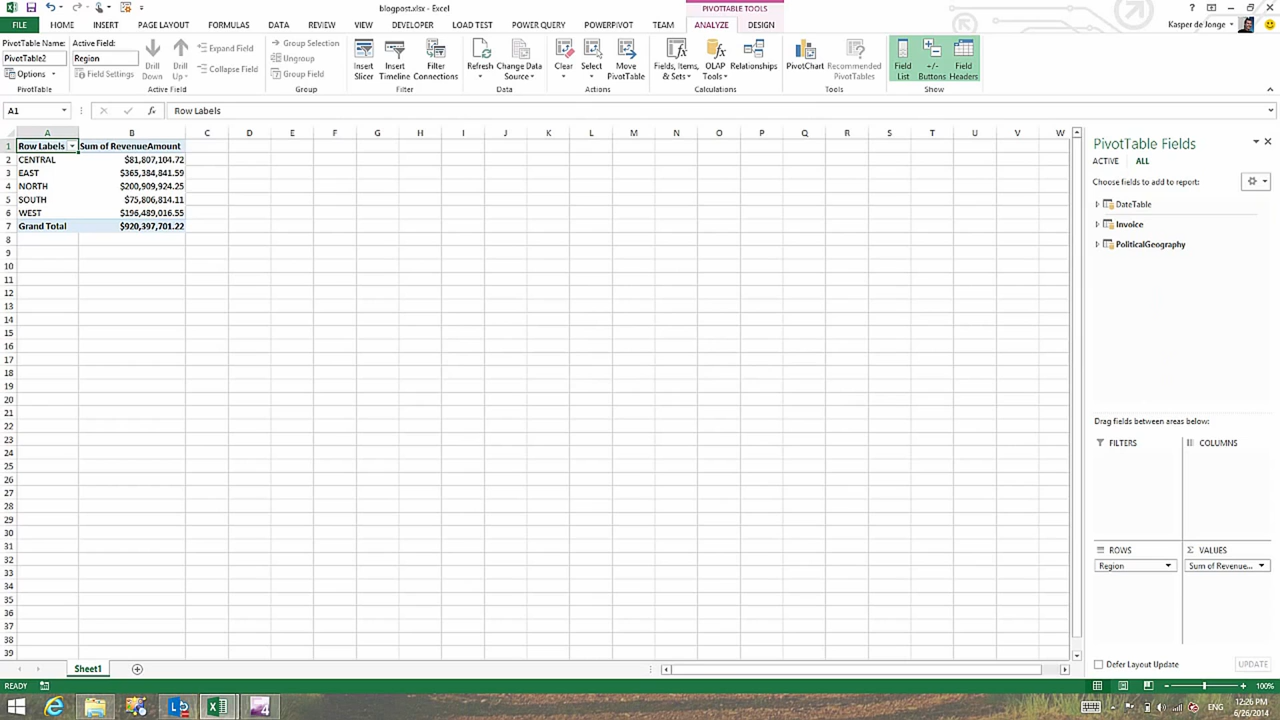 blogpost.xlsx - Excel
PIVOTTABLE TOOLS
FILE HOME INSERT PAGE LAYOUT FORMULAS DATA REVIEW VIEW DEVELOPER LOAD TEST POWER QUERY POWERPIVOT TEAM ANALYZE DESIGN
Kasper de Jonge
PivotTable Name:
PivotTable2
Options
PivotTable
Active Field:
Region
Field Settings
Drill Down
Drill Up
Expand Field
Collapse Field
Active Field
Group Selection
Ungroup
Group Field
Group
Insert Slicer
Insert Timeline
Filter Connections
Filter
Refresh
Change Data Source
Data
Clear
Select
Move PivotTable
Actions
Fields, Items, & Sets
OLAP Tools
Relationships
Calculations
PivotChart
Recommended PivotTables
Tools
Field List
+/- Buttons
Field Headers
Show
A1
fx
Row Labels
A B C D E F G H I J K L M N O P Q R S T U V W
1 Row Labels Sum of RevenueAmount
2 CENTRAL $81,807,104.72
3 EAST $365,384,841.59
4 NORTH $200,909,924.25
5 SOUTH $75,806,814.11
6 WEST $196,489,016.55
7 Grand Total $920,397,701.22
8
9
10
11
12
13
14
15
16
17
18
19
20
21
22
23
24
25
26
27
28
29
30
31
32
33
34
35
36
37
38
39
PivotTable Fields
ACTIVE ALL
Choose fields to add to report:
DateTable
Invoice
PoliticalGeography
Drag fields between areas below:
FILTERS
COLUMNS
ROWS
Region
Σ VALUES
Sum of Revenue...
Defer Layout Update
UPDATE
Sheet1
READY
100%
ENG
12:26 PM
6/26/2014